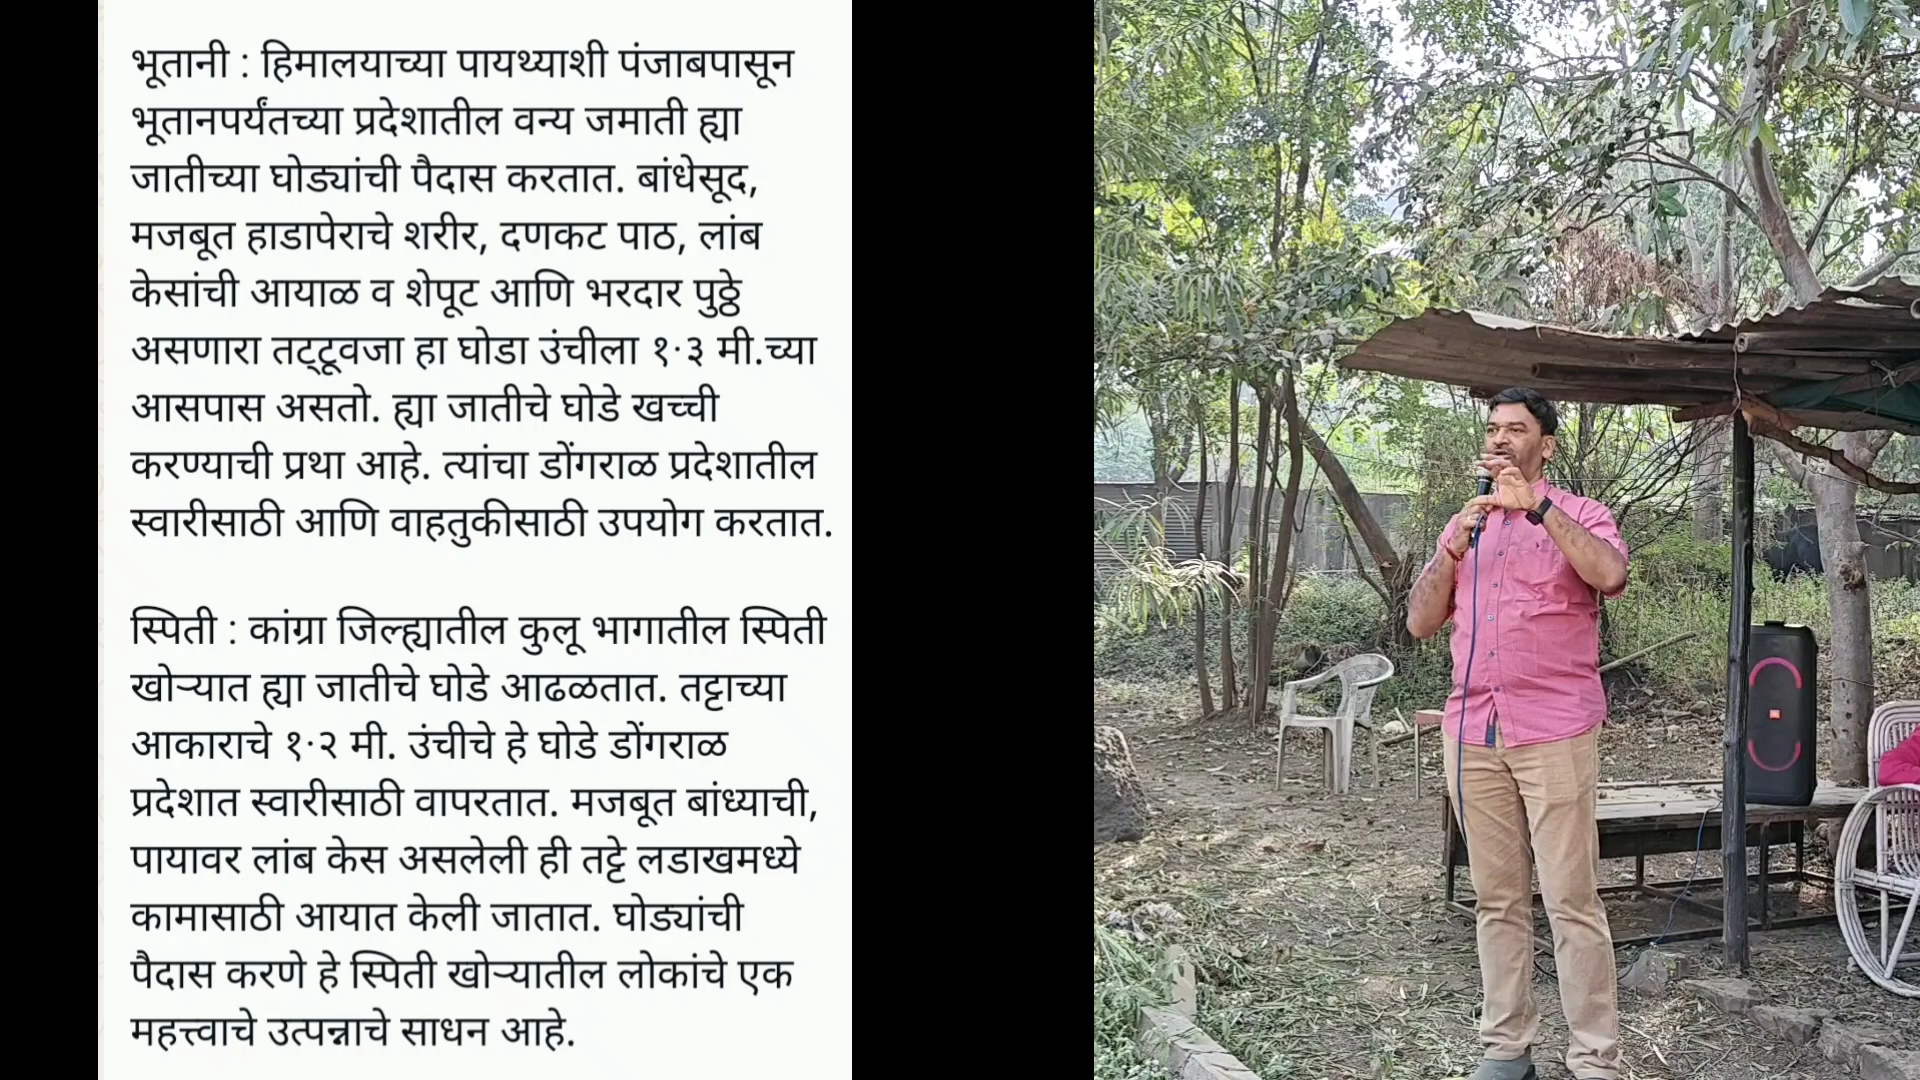 भूतानी : हिमालयाच्या पायथ्याशी पंजाबपासून
भूतानपर्यंतच्या प्रदेशातील वन्य जमाती ह्या
जातीच्या घोड्यांची पैदास करतात. बांधेसूद,
मजबूत हाडापेराचे शरीर, दणकट पाठ, लांब
केसांची आयाळ व शेपूट आणि भरदार पुठ्ठे
असणारा तट्टूवजा हा घोडा उंचीला १·३ मी.च्या
आसपास असतो. ह्या जातीचे घोडे खच्ची
करण्याची प्रथा आहे. त्यांचा डोंगराळ प्रदेशातील
स्वारीसाठी आणि वाहतुकीसाठी उपयोग करतात.
स्पिती : कांग्रा जिल्ह्यातील कुलू भागातील स्पिती
खोऱ्यात ह्या जातीचे घोडे आढळतात. तट्टाच्या
आकाराचे १·२ मी. उंचीचे हे घोडे डोंगराळ
प्रदेशात स्वारीसाठी वापरतात. मजबूत बांध्याची,
पायावर लांब केस असलेली ही तट्टे लडाखमध्ये
कामासाठी आयात केली जातात. घोड्यांची
पैदास करणे हे स्पिती खोऱ्यातील लोकांचे एक
महत्त्वाचे उत्पन्नाचे साधन आहे.